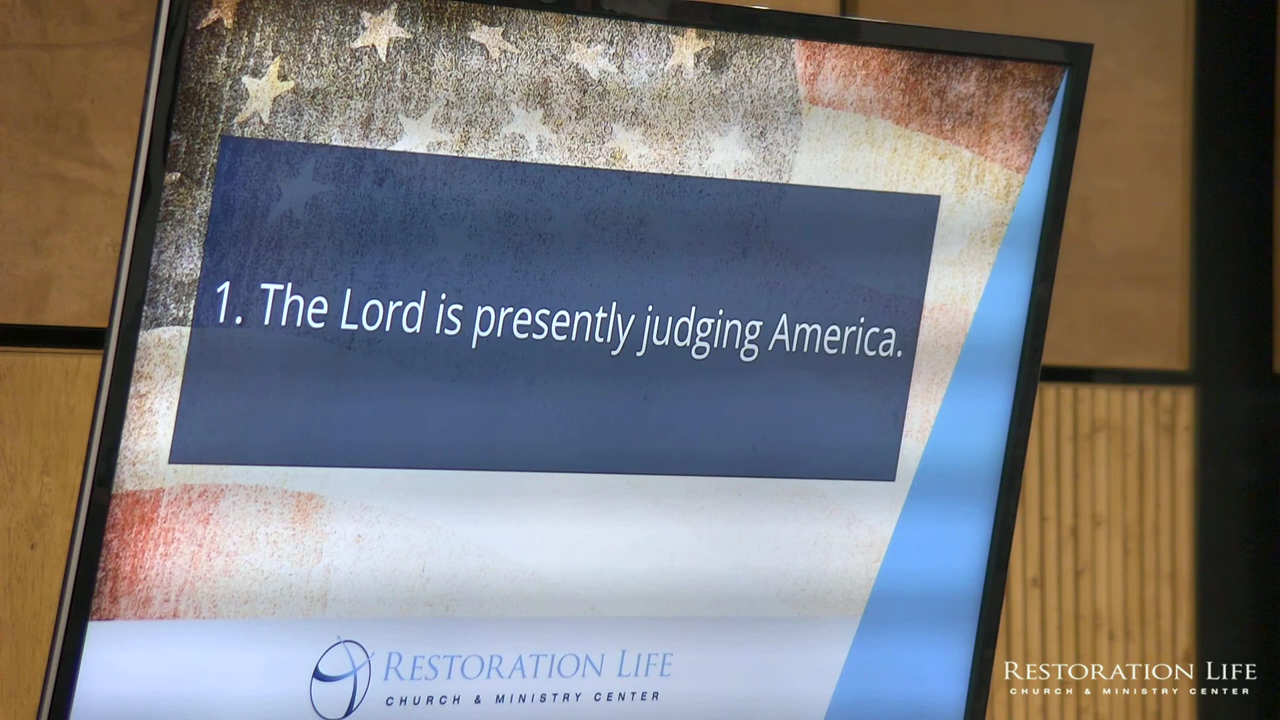 1. The Lord is presently judging America.
RESTORATION LIFE
CHURCH & MINISTRY CENTER
RESTORATION LIFE
CHURCH & MINISTRY CENTER